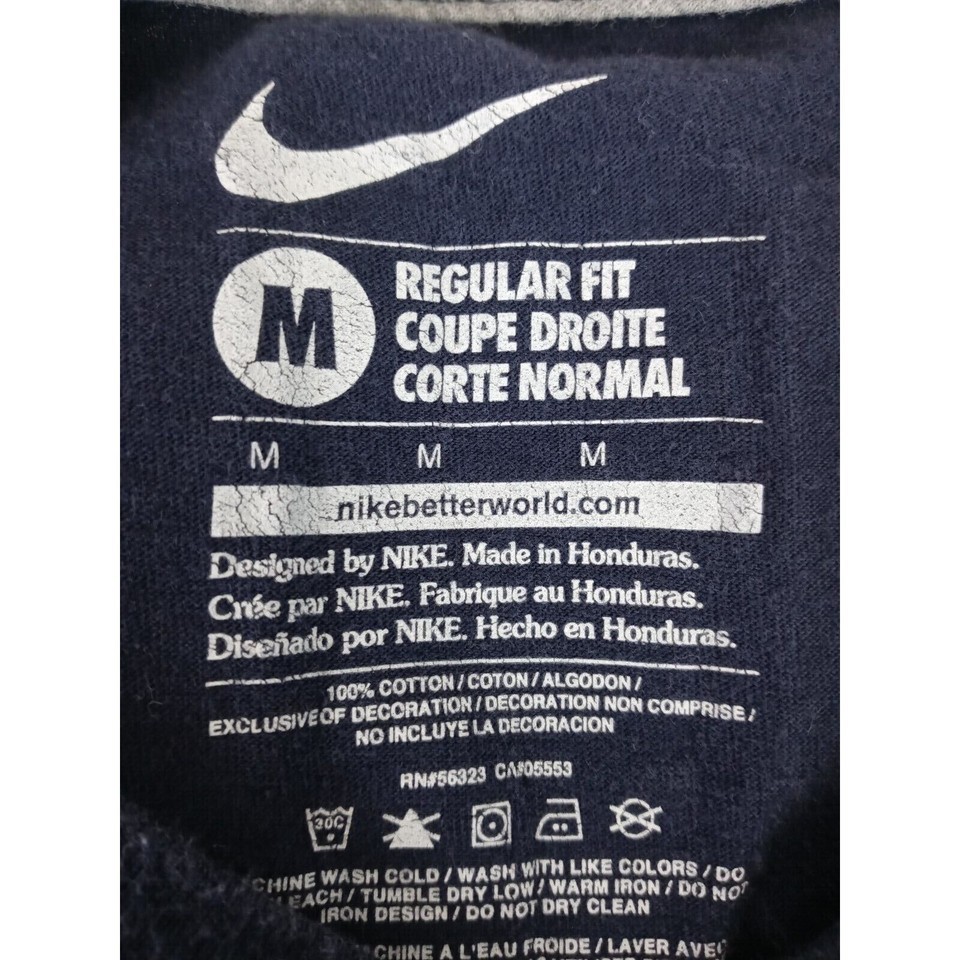 M
REGULAR FIT
COUPE DROITE
CORTE NORMAL
M M M
nikebetterworld.com
Designed by NIKE. Made in Honduras.
Crée par NIKE. Fabrique au Honduras.
Diseñado por NIKE. Hecho en Honduras.
100% COTTON / COTON / ALGODON /
EXCLUSIVE OF DECORATION / DECORATION NON COMPRISE /
NO INCLUYE LA DECORACION
RN#56323 CA#05553
30C
CHINE WASH COLD / WASH WITH LIKE COLORS / DO
EACH / TUMBLE DRY LOW / WARM IRON / DO NOT
IRON DESIGN / DO NOT DRY CLEAN
CHINE A L'EAU FROIDE / LAVER AVEC